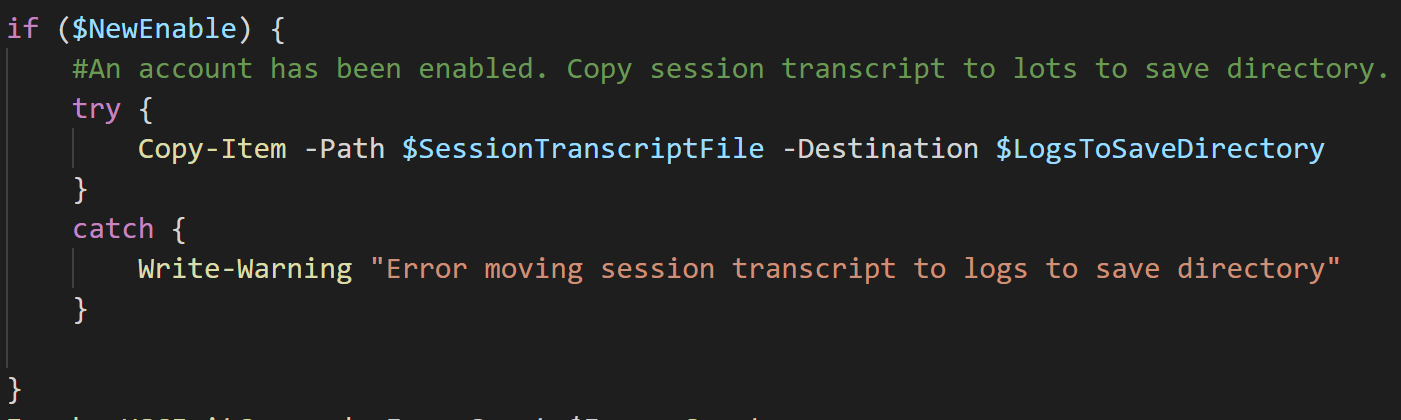 if ($NewEnable) {
    #An account has been enabled. Copy session transcript to lots to save directory.
    try {
        Copy-Item -Path $SessionTranscriptFile -Destination $LogsToSaveDirectory
    }
    catch {
        Write-Warning "Error moving session transcript to logs to save directory"
    }
}